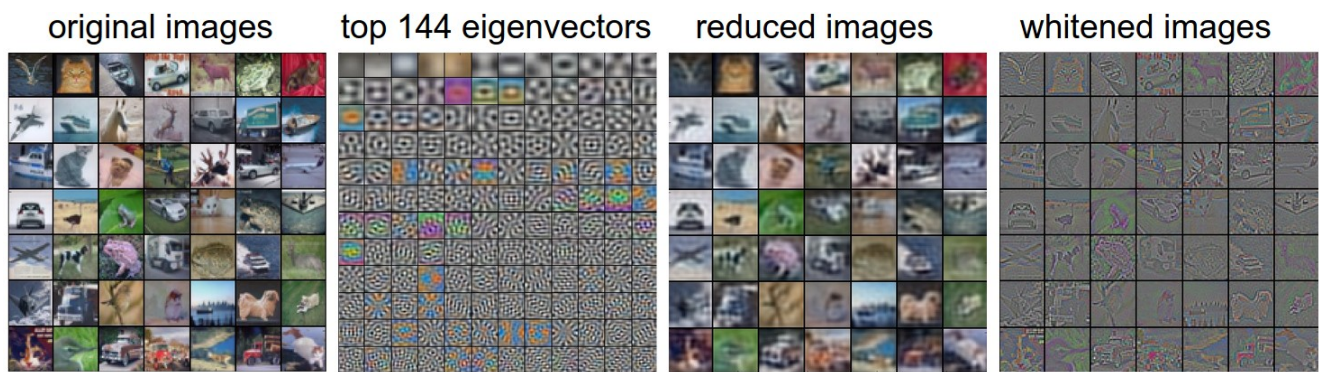 original images
top 144 eigenvectors
reduced images
whitened images